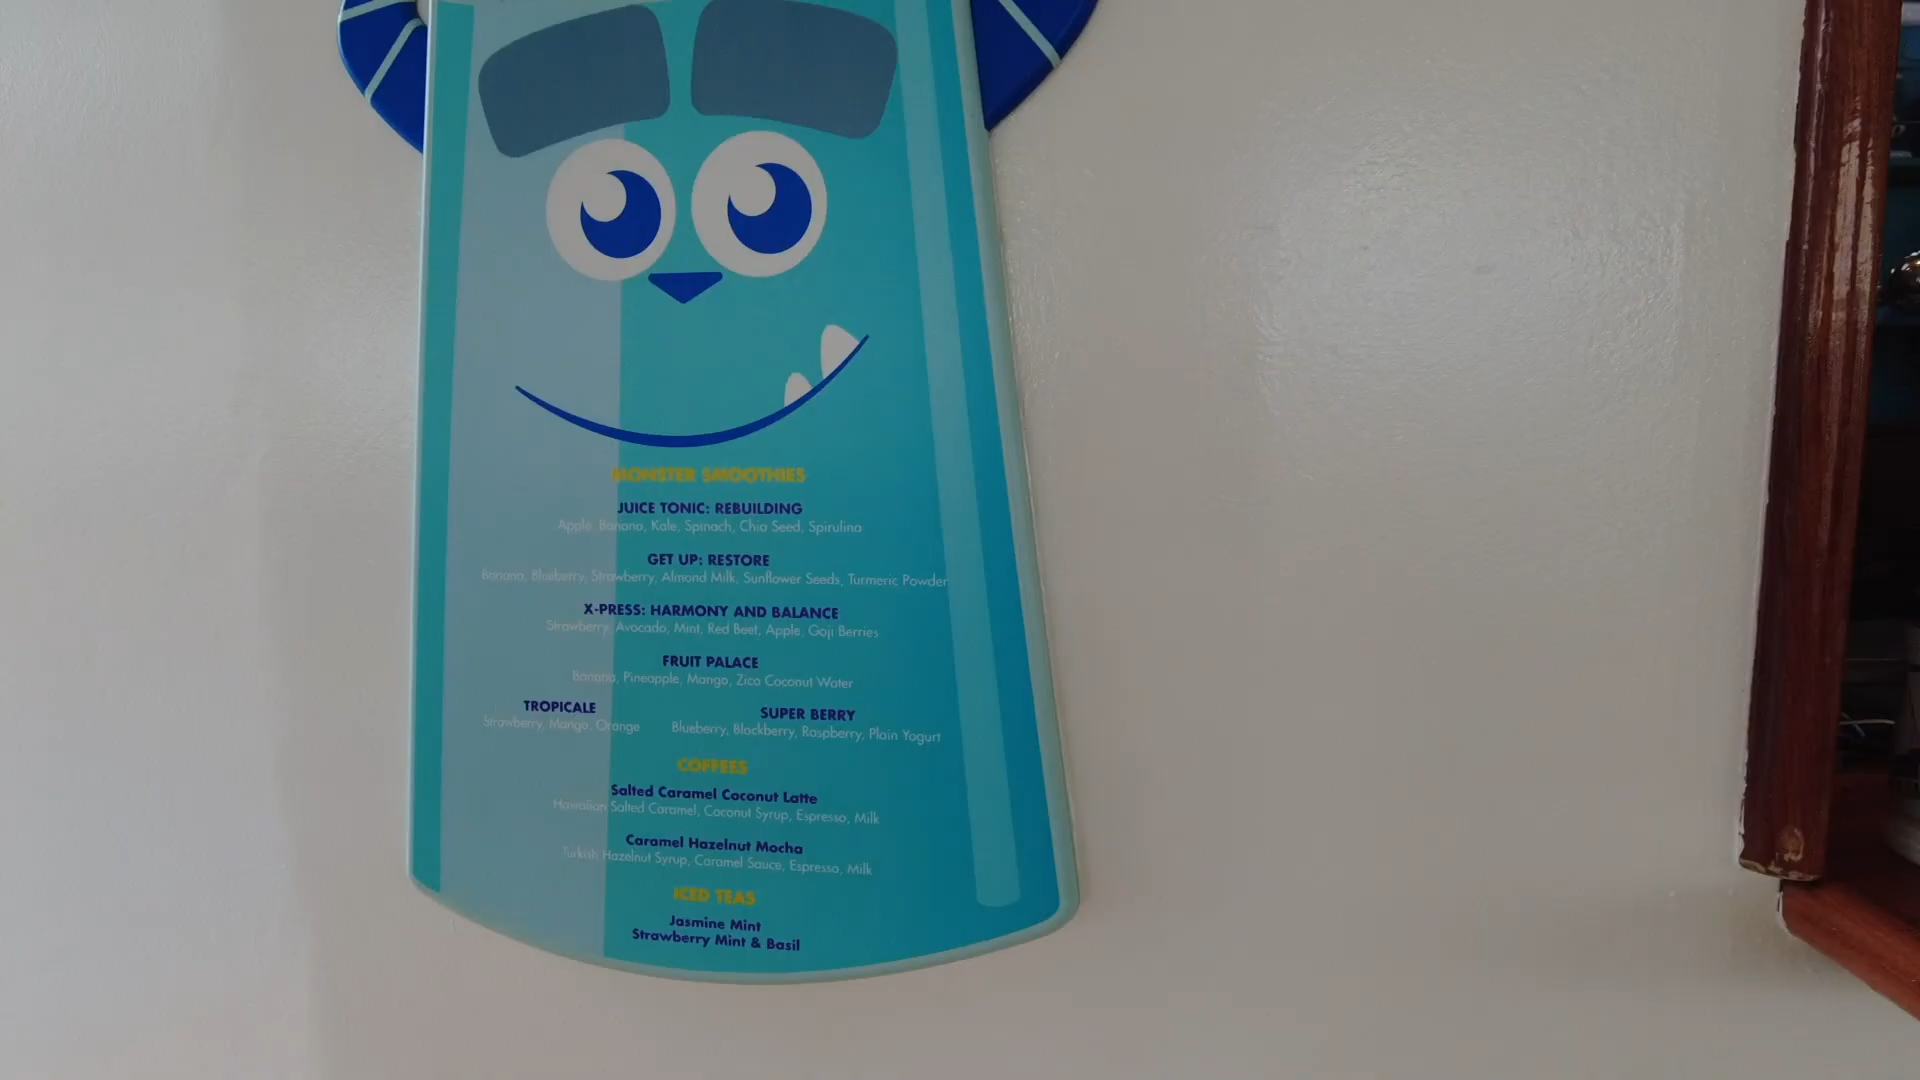 MONSTER SMOOTHIES
JUICE TONIC: REBUILDING
Apple, Banana, Kale, Spinach, Chia Seed, Spirulina
GET UP: RESTORE
Banana, Blueberry, Strawberry, Almond Milk, Sunflower Seeds, Turmeric Powder
X-PRESS: HARMONY AND BALANCE
Strawberry, Avocado, Mint, Red Beet, Apple, Goji Berries
FRUIT PALACE
Banana, Pineapple, Mango, Zico Coconut Water
TROPICALE
Strawberry, Mango, Orange
SUPER BERRY
Blueberry, Blackberry, Raspberry, Plain Yogurt
COFFEES
Salted Caramel Coconut Latte
Hawaiian Salted Caramel, Coconut Syrup, Espresso, Milk
Caramel Hazelnut Mocha
Turkish Hazelnut Syrup, Caramel Sauce, Espresso, Milk
ICED TEAS
Jasmine Mint
Strawberry Mint & Basil